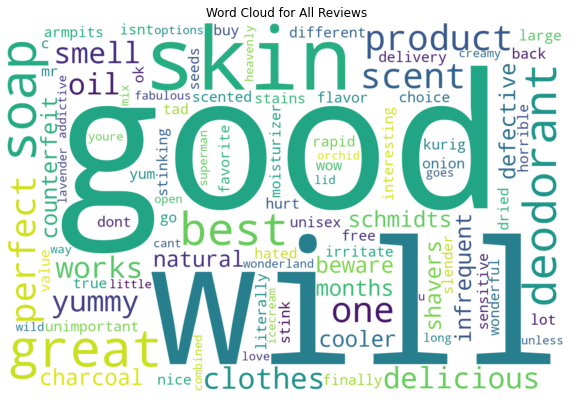 Word Cloud for All Reviews
armpits
isnt
options
buy
different
large
c
smell
skin
product
delivery
back
mr
ok
seeds
heavenly
creamy
soap
oil
scent
fabulous
scented
stains
flavor
choice
mix
tad
counterfeit
lavender
addictive
stinking
youre
superman
favorite
moisturizer
rapid
wow
orchid
interesting
kurig
onion
defective
horrible
deodorant
good
yum
open
lid
goes
dried
perfect
dont
go
hurt
unisex
schmidts
best
cant
free
works
natural
hated
irritate
beware
value
way
true
little
wonderland
months
shavers
slender
infrequent
sensitive
wonderful
yummy
literally
icecream
stink
one
u
lot
wild
unimportant
will
cooler
long
unless
great
combined
love
charcoal
nice
finally
clothes
delicious